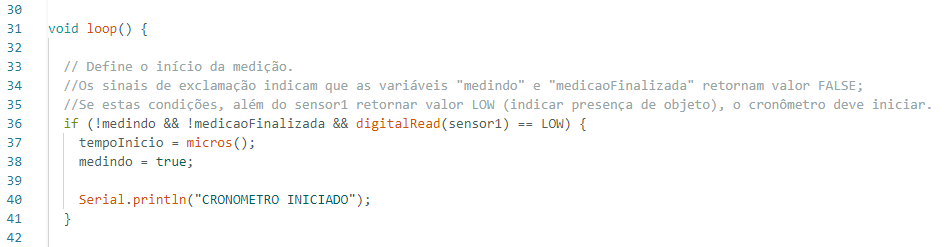 30
31 void loop() {
32
33 // Define o início da medição.
34 //Os sinais de exclamação indicam que as variáveis "medindo" e "medicaoFinalizada" retornam valor FALSE;
35 //Se estas condições, além do sensor1 retornar valor LOW (indicar presença de objeto), o cronômetro deve iniciar.
36 if (!medindo && !medicaoFinalizada && digitalRead(sensor1) == LOW) {
37 tempoInicio = micros();
38 medindo = true;
39
40 Serial.println("CRONOMETRO INICIADO");
41 }
42